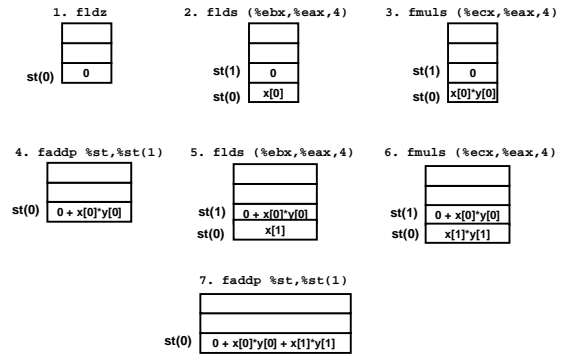 1. fldz
2. flds (%ebx,%eax,4)
3. fmuls (%ecx,%eax,4)
st(0) 0
st(1) 0
st(0) x[0]
st(1) 0
st(0) x[0]*y[0]
4. faddp %st,%st(1)
5. flds (%ebx,%eax,4)
6. fmuls (%ecx,%eax,4)
st(0) 0 + x[0]*y[0]
st(1) 0 + x[0]*y[0]
st(0) x[1]
st(1) 0 + x[0]*y[0]
st(0) x[1]*y[1]
7. faddp %st,%st(1)
st(0) 0 + x[0]*y[0] + x[1]*y[1]